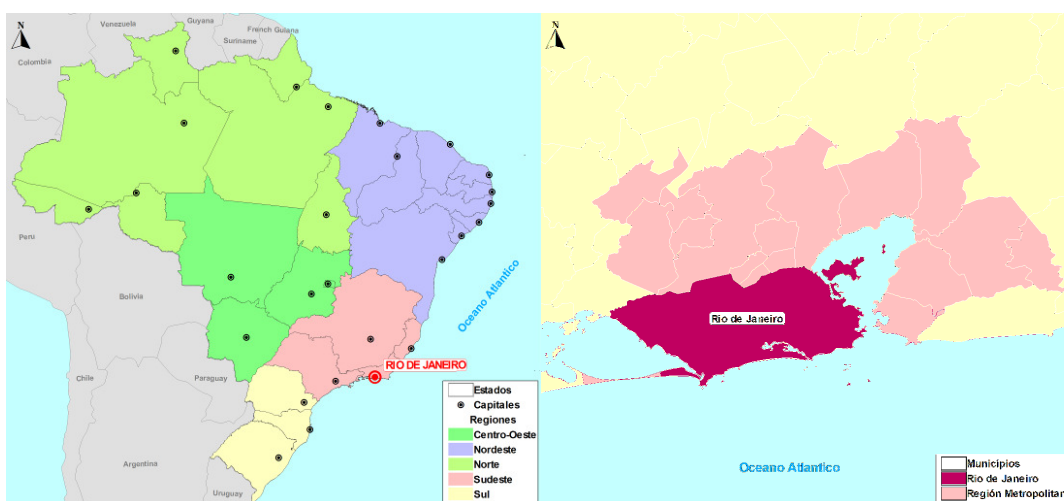 N
Venezuela
Guyana
French Guiana
Suriname
Colombia
Peru
Bolivia
Oceano Atlantico
RIO DE JANEIRO
Chile
Paraguay
Argentina
Uruguay
Estados
Capitales
Regiones
Centro-Oeste
Nordeste
Norte
Sudeste
Sul
N
Rio de Janeiro
Oceano Atlantico
Municipios
Rio de Janeiro
Región Metropolitan